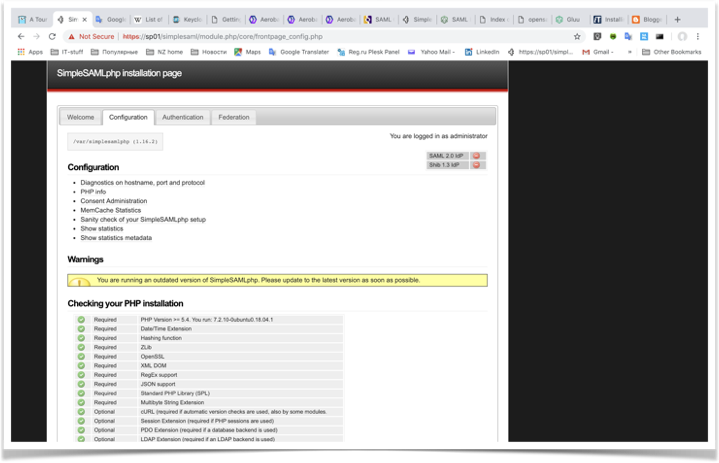 A Tou
Sim
Googl
List of
Keycl
Gettin
Aerob
Aerob
Aerob
SAML
Simple
SAML
Index
opens
Gluu
Install
Blogg
Not Secure https://sp01/simplesaml/module.php/core/frontpage_config.php
Apps IT-stuff Популярные NZ home Новости Maps Google Translater Reg.ru Plesk Panel Yahoo Mail - LinkedIn https://sp01/simpl... Gmail - » Other Bookmarks
SimpleSAMLphp installation page
Welcome Configuration Authentication Federation
/var/simplesamlphp (1.16.2)
You are logged in as administrator
SAML 2.0 IdP
Shib 1.3 IdP
Configuration
• Diagnostics on hostname, port and protocol
• PHP info
• Consent Administration
• MemCache Statistics
• Sanity check of your SimpleSAMLphp setup
• Show statistics
• Show statistics metadata
Warnings
You are running an outdated version of SimpleSAMLphp. Please update to the latest version as soon as possible.
Checking your PHP installation
Required PHP Version >= 5.4. You run: 7.2.10-0ubuntu0.18.04.1
Required Date/Time Extension
Required Hashing function
Required ZLib
Required OpenSSL
Required XML DOM
Required RegEx support
Required JSON support
Required Standard PHP Library (SPL)
Required Multibyte String Extension
Optional cURL (required if automatic version checks are used, also by some modules.
Optional Session Extension (required if PHP sessions are used)
Optional PDO Extension (required if a database backend is used)
Optional LDAP Extension (required if an LDAP backend is used)